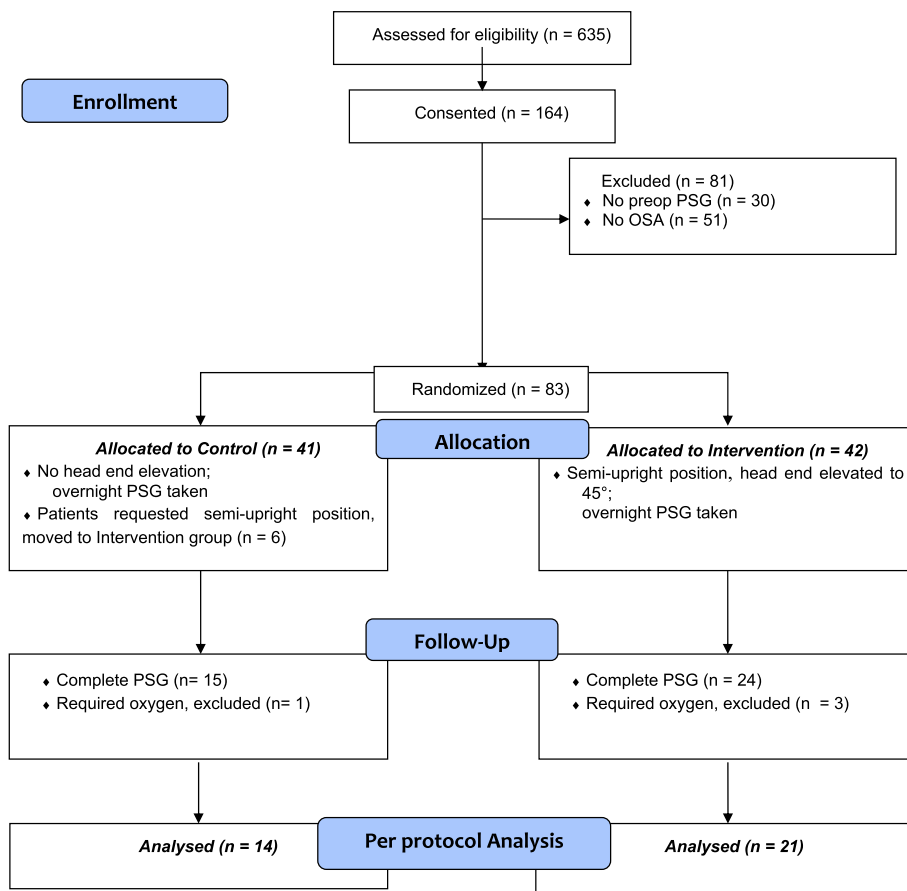 Assessed for eligibility (n = 635)
Enrollment
Consented (n = 164)
Excluded (n = 81)
♦ No preop PSG (n = 30)
♦ No OSA (n = 51)
Randomized (n = 83)
Allocation
Allocated to Control (n = 41)
♦ No head end elevation;
overnight PSG taken
♦ Patients requested semi-upright position,
moved to Intervention group (n = 6)
Allocated to Intervention (n = 42)
♦ Semi-upright position, head end elevated to
45°;
overnight PSG taken
Follow-Up
♦ Complete PSG (n= 15)
♦ Required oxygen, excluded (n= 1)
♦ Complete PSG (n = 24)
♦ Required oxygen, excluded (n = 3)
Per protocol Analysis
Analysed (n = 14)
Analysed (n = 21)